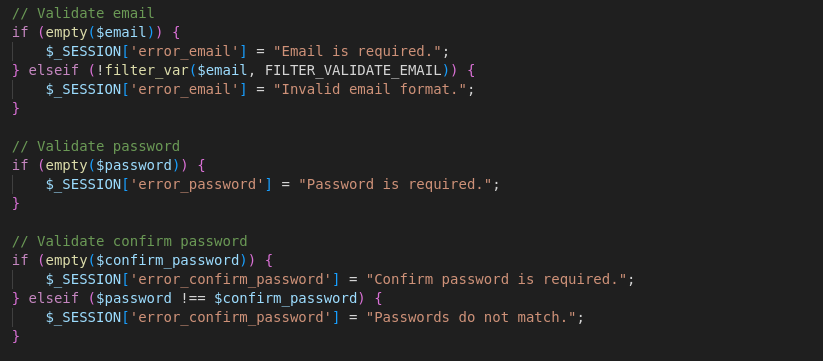 // Validate email
if (empty($email)) {
    $_SESSION['error_email'] = "Email is required.";
} elseif (!filter_var($email, FILTER_VALIDATE_EMAIL)) {
    $_SESSION['error_email'] = "Invalid email format.";
}

// Validate password
if (empty($password)) {
    $_SESSION['error_password'] = "Password is required.";
}

// Validate confirm password
if (empty($confirm_password)) {
    $_SESSION['error_confirm_password'] = "Confirm password is required.";
} elseif ($password !== $confirm_password) {
    $_SESSION['error_confirm_password'] = "Passwords do not match.";
}